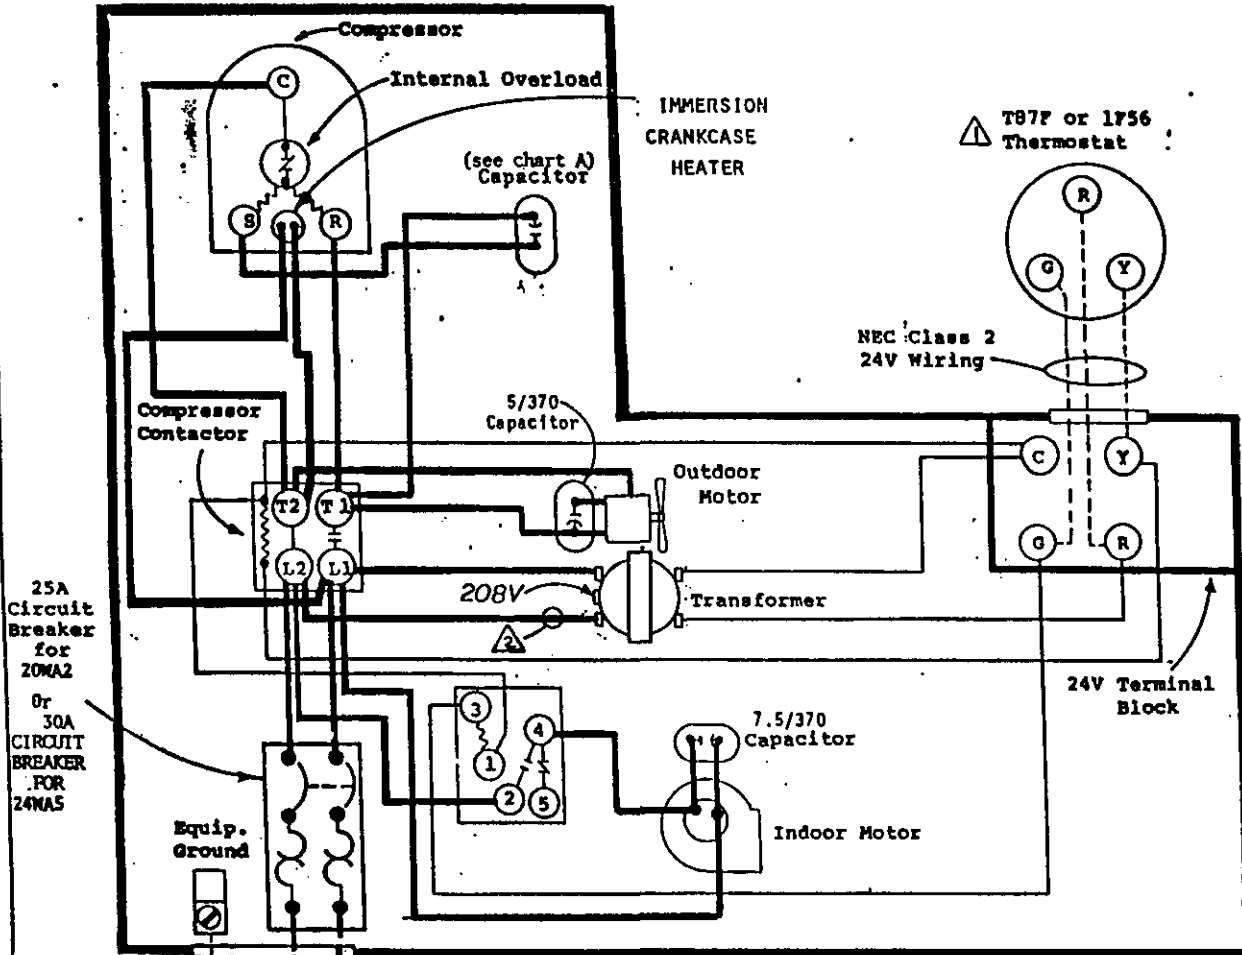 Compressor
C
Internal Overload
IMMERSION
CRANKCASE
HEATER
(see chart A)
Capacitor
S
R
T87F or 1F56
1
Thermostat
R
G
Y
NEC Class 2
24V Wiring
5/370
Capacitor
Compressor
Contactor
Outdoor
Motor
C
Y
T2
T1
G
R
L2
L1
208V
Transformer
2
25A
Circuit
Breaker
for
20WA2
Or
30A
CIRCUIT
BREAKER
FOR
24WA5
24V Terminal
Block
3
4
1
2
5
7.5/370
Capacitor
Indoor Motor
Equip.
Ground